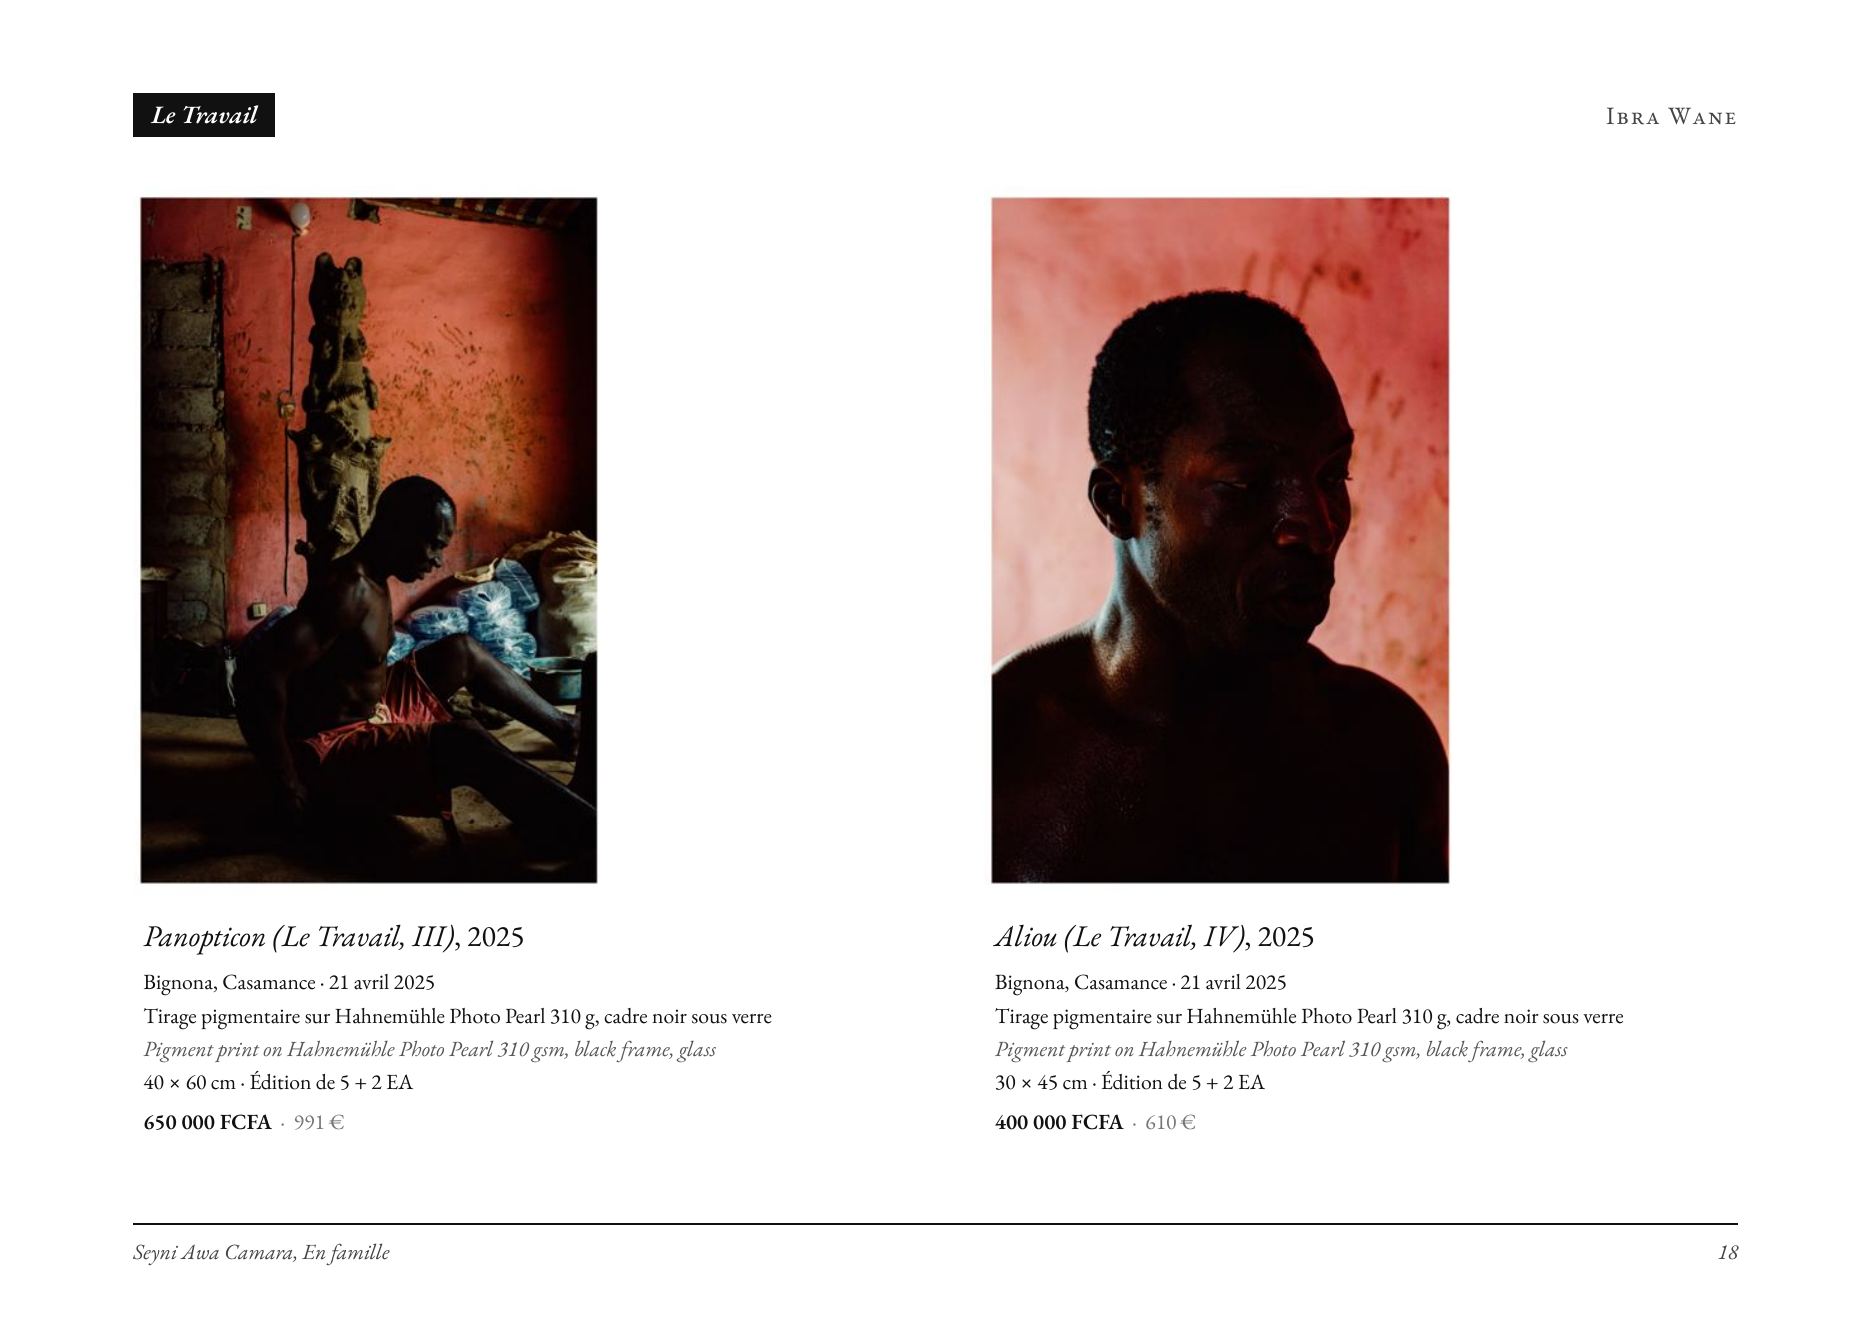 Le Travail
IBRA WANE
Panopticon (Le Travail, III), 2025
Bignona, Casamance · 21 avril 2025
Tirage pigmentaire sur Hahnemühle Photo Pearl 310 g, cadre noir sous verre
Pigment print on Hahnemühle Photo Pearl 310 gsm, black frame, glass
40 × 60 cm · Édition de 5 + 2 EA
650 000 FCFA · 991 €
Aliou (Le Travail, IV), 2025
Bignona, Casamance · 21 avril 2025
Tirage pigmentaire sur Hahnemühle Photo Pearl 310 g, cadre noir sous verre
Pigment print on Hahnemühle Photo Pearl 310 gsm, black frame, glass
30 × 45 cm · Édition de 5 + 2 EA
400 000 FCFA · 610 €
Seyni Awa Camara, En famille
18